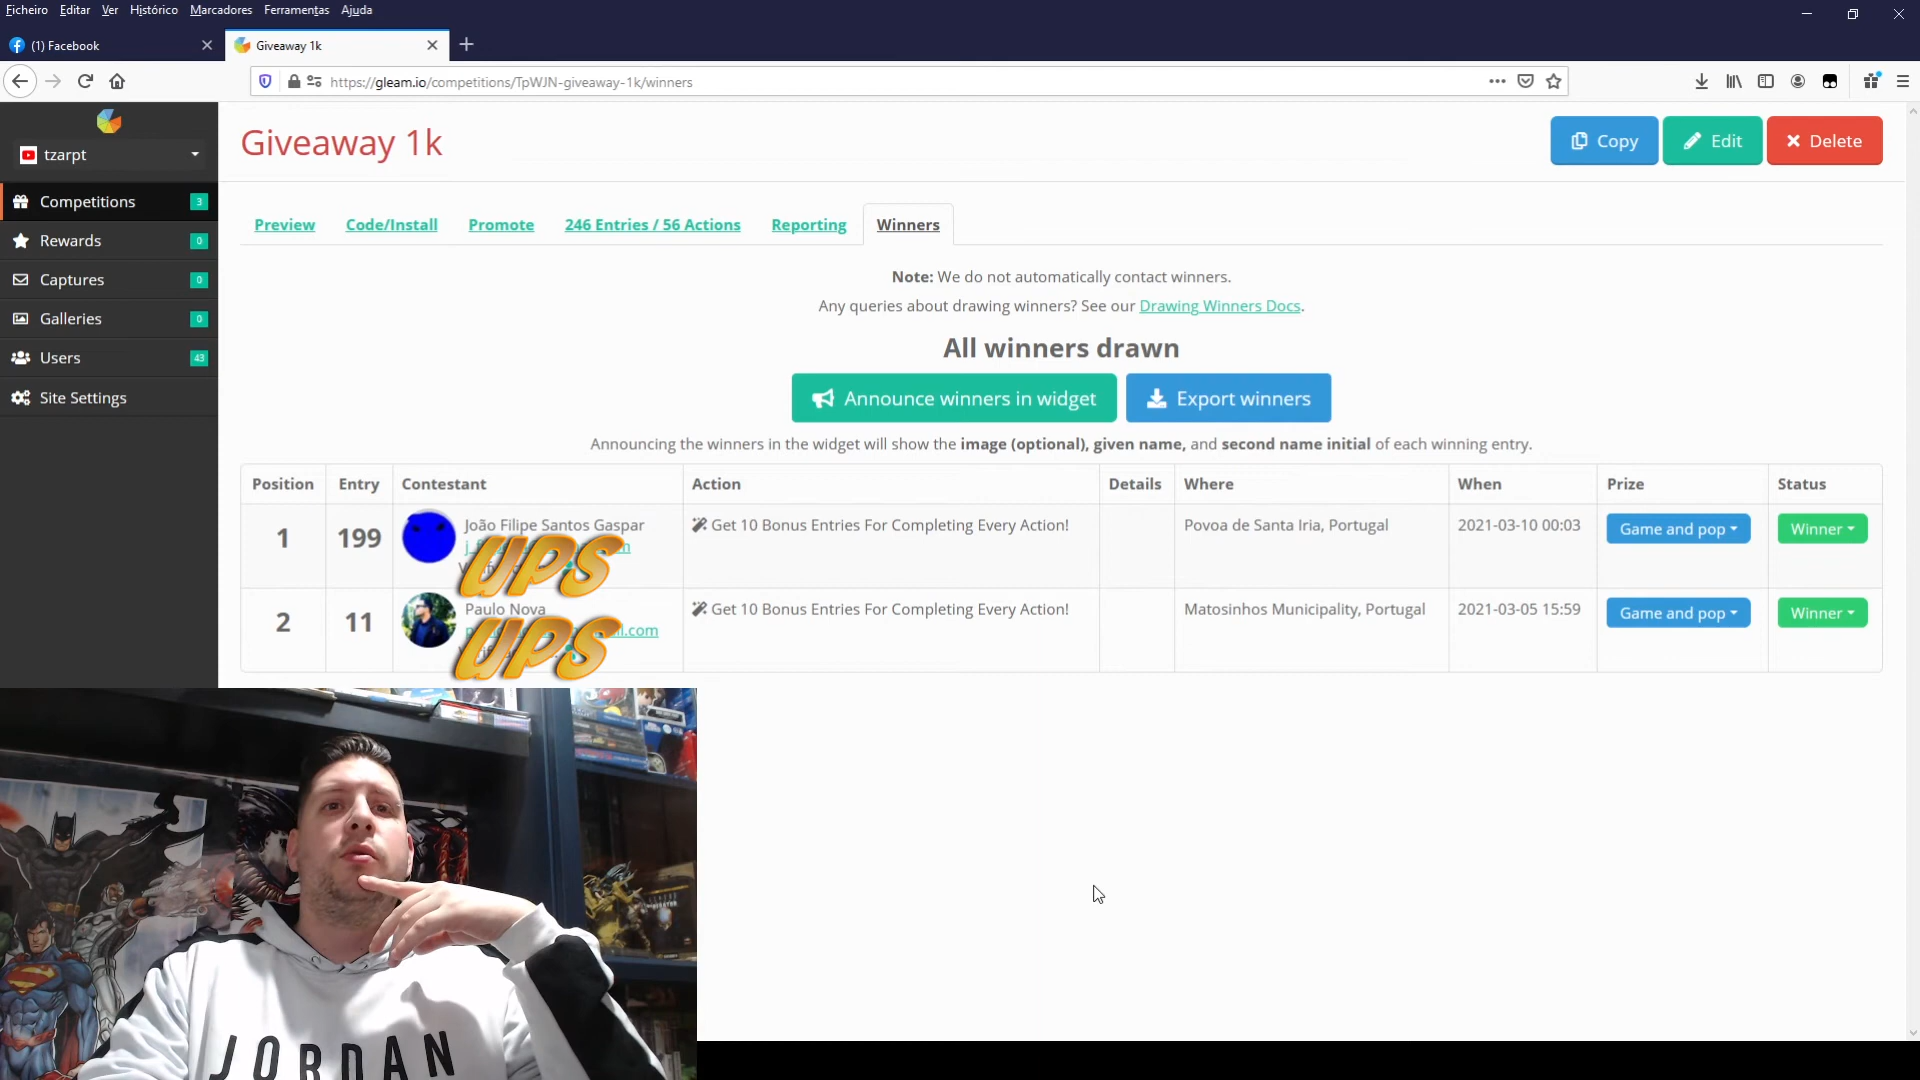 Ficheiro Editar Ver Histórico Marcadores Ferramentas Ajuda
(1) Facebook
Giveaway 1k
https://gleam.io/competitions/TpWJN-giveaway-1k/winners
tzarpt
Giveaway 1k
Copy
Edit
Delete
Competitions 3
Rewards 0
Captures 0
Galleries 0
Users 43
Site Settings
Preview Code/Install Promote 246 Entries / 56 Actions Reporting Winners
Note: We do not automatically contact winners.
Any queries about drawing winners? See our Drawing Winners Docs.
All winners drawn
Announce winners in widget
Export winners
Announcing the winners in the widget will show the image (optional), given name, and second name initial of each winning entry.
Position Entry Contestant Action Details Where When Prize Status
1 199 João Filipe Santos Gaspar Get 10 Bonus Entries For Completing Every Action! Povoa de Santa Iria, Portugal 2021-03-10 00:03 Game and pop Winner
UPS
2 11 Paulo Nova Get 10 Bonus Entries For Completing Every Action! Matosinhos Municipality, Portugal 2021-03-05 15:59 Game and pop Winner
UPS
JORDAN